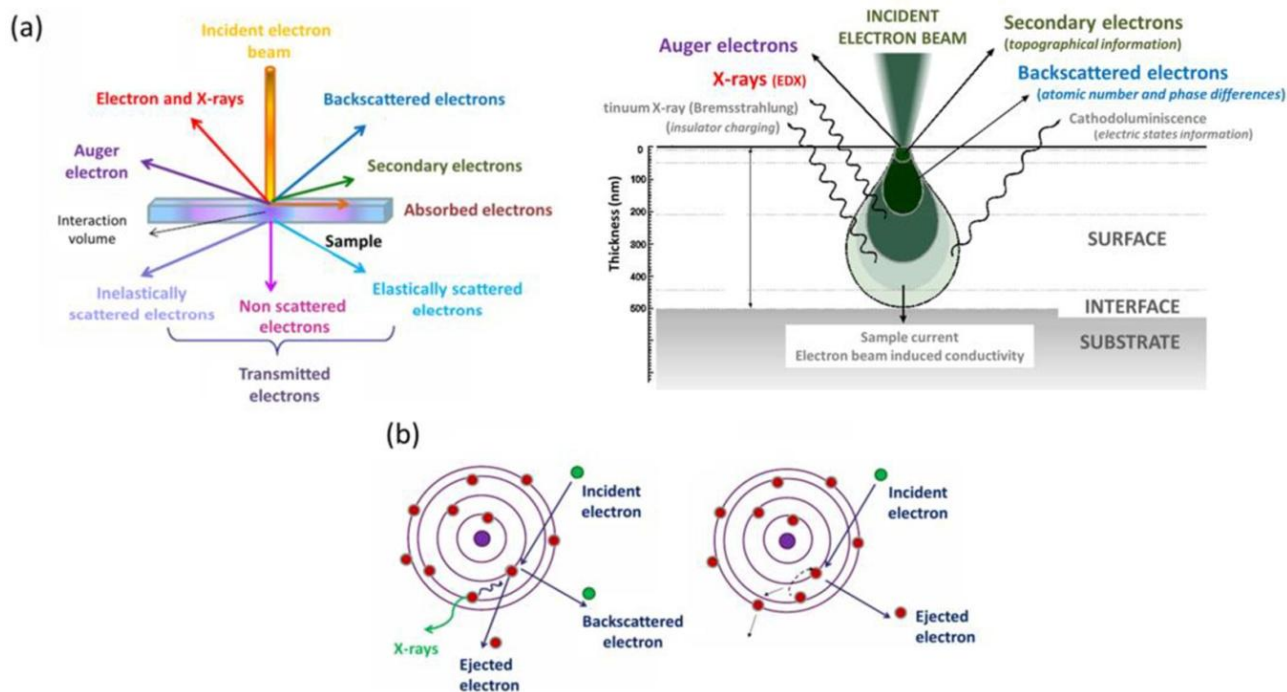 (a)
Incident electron
beam
Electron and X-rays
Backscattered electrons
Auger
electron
Secondary electrons
Absorbed electrons
Interaction
volume
Sample
Inelastically
scattered electrons
Non scattered
electrons
Elastically scattered
electrons
Transmitted
electrons
INCIDENT
ELECTRON BEAM
Auger electrons
Secondary electrons
(topographical information)
X-rays (EDX)
Backscattered electrons
(atomic number and phase differences)
tinuum X-ray (Bremsstrahlung)
(insulator charging)
Cathodoluminiscence
(electric states information)
Thickness (nm)
0
100
200
300
400
500
SURFACE
INTERFACE
SUBSTRATE
Sample current
Electron beam induced conductivity
(b)
Incident
electron
Backscattered
electron
X-rays
Ejected
electron
Incident
electron
Ejected
electron